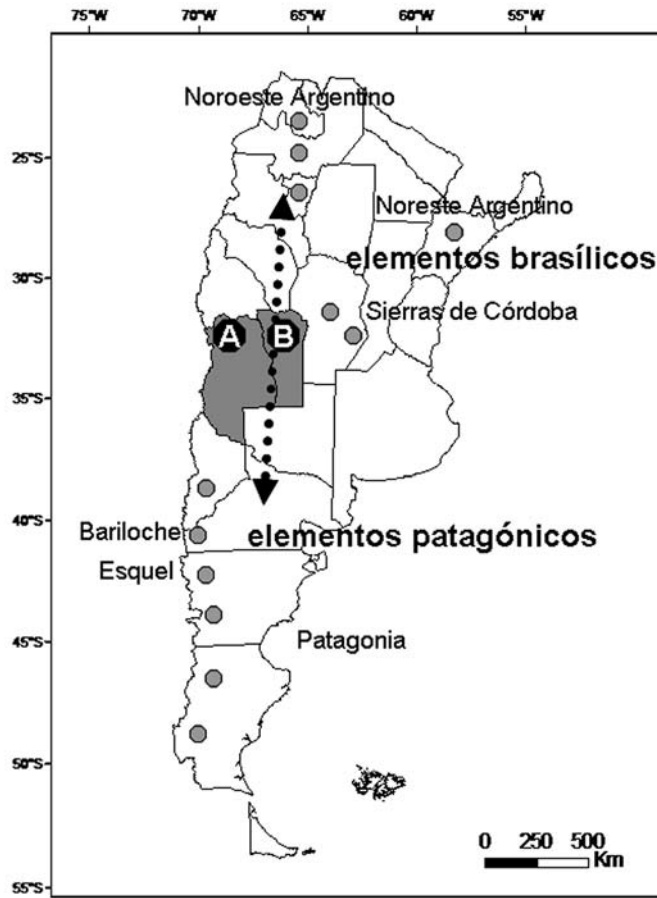 75°W 70°W 65°W 60°W 55°W
Noroeste Argentino
25°S
Noreste Argentino
elementos brasílicos
30°S
Sierras de Córdoba
A B
35°S
40°S
Bariloche
elementos patagónicos
Esquel
45°S
Patagonia
50°S
0 250 500
Km
55°S